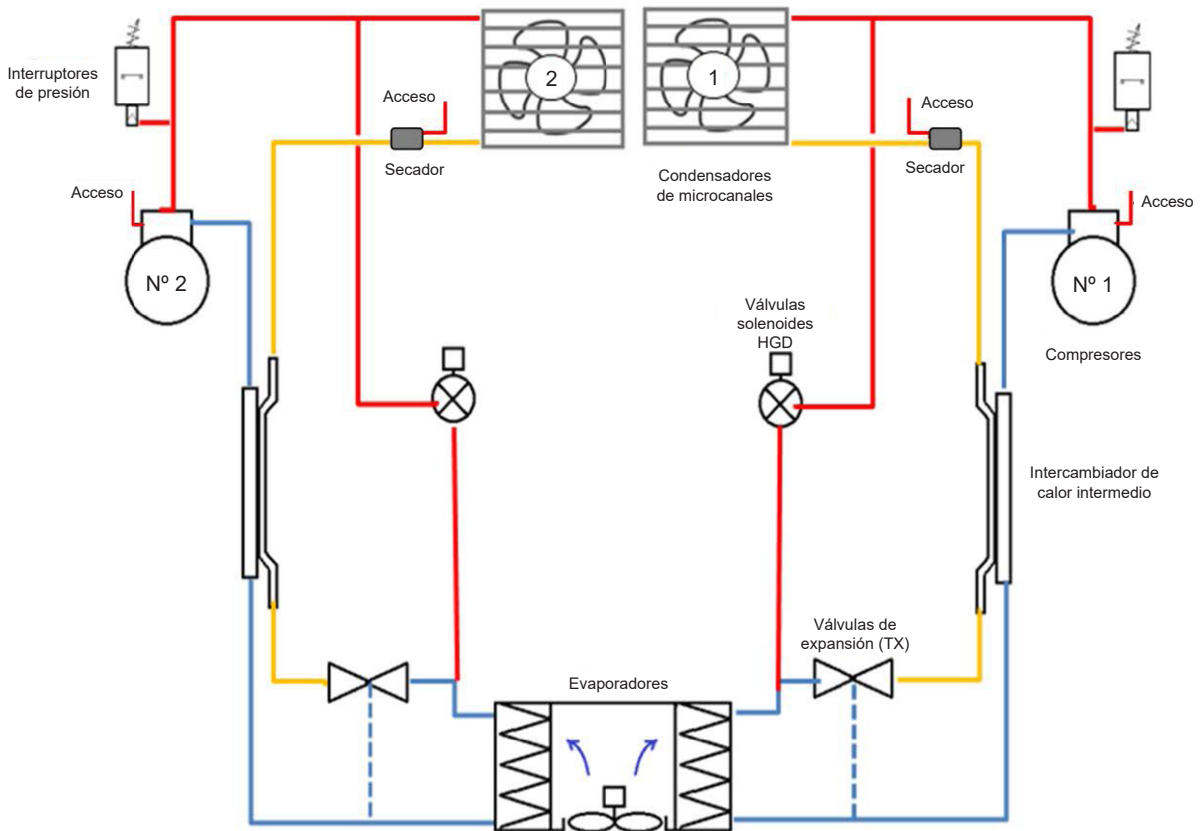 Interruptores
de presión
2
1
Acceso
Acceso
Secador
Condensadores
de microcanales
Secador
Acceso
Acceso
Nº 2
Nº 1
Válvulas
solenoides
HGD
Compresores
Intercambiador de
calor intermedio
Válvulas de
expansión (TX)
Evaporadores